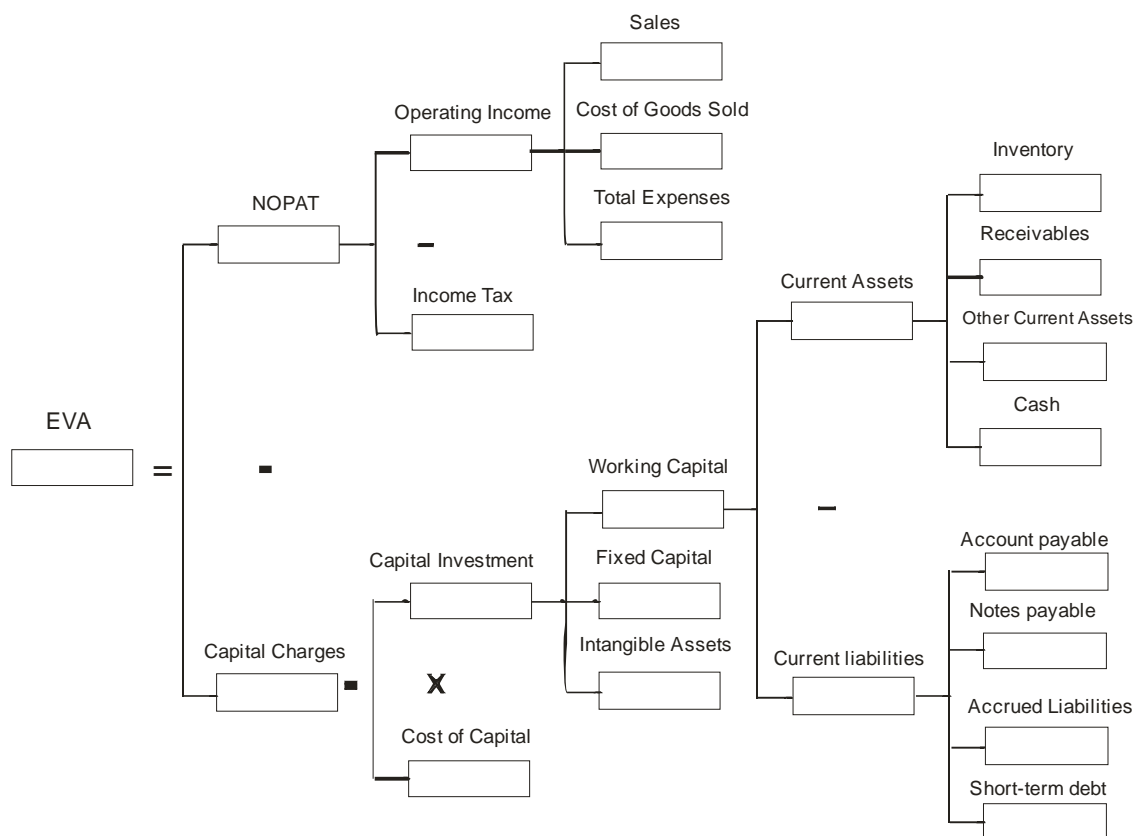 Sales
Operating Income
Cost of Goods Sold
Inventory
NOPAT
Total Expenses
Receivables
–
Current Assets
Income Tax
Other Current Assets
Cash
EVA
=
-
Working Capital
–
Account payable
Capital Investment
Fixed Capital
Notes payable
Capital Charges
Intangible Assets
Current liabilities
=
X
Accrued Liabilities
Cost of Capital
Short-term debt